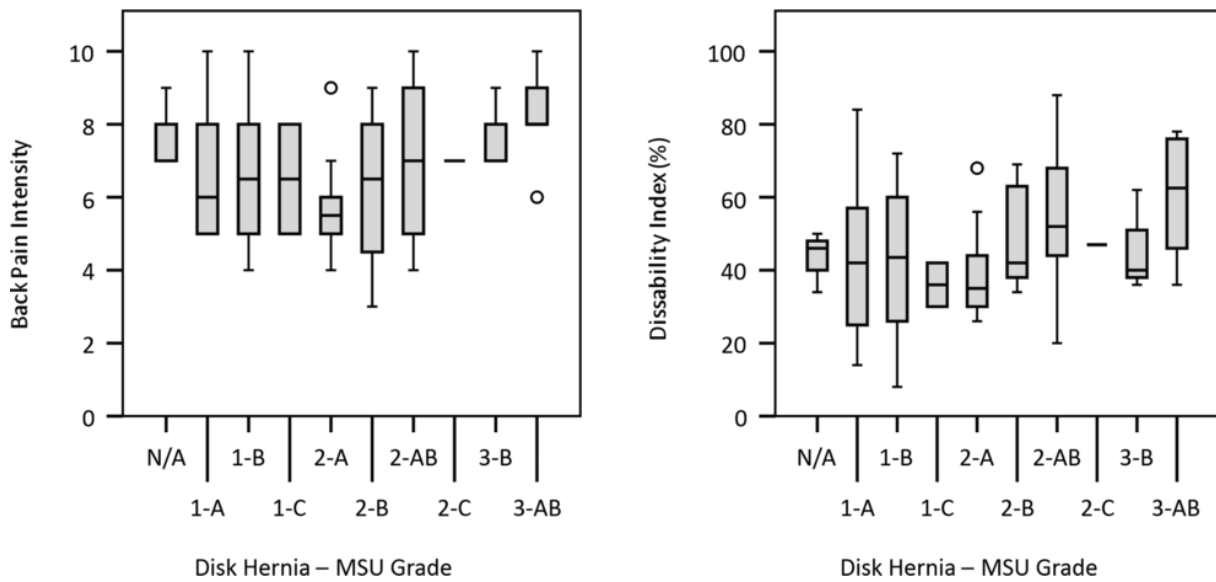 Back Pain Intensity
10
8
6
4
2
0
N/A 1-B 2-A 2-AB 3-B
1-A 1-C 2-B 2-C 3-AB
Disk Hernia – MSU Grade
Dissability Index (%)
100
80
60
40
20
0
N/A 1-B 2-A 2-AB 3-B
1-A 1-C 2-B 2-C 3-AB
Disk Hernia – MSU Grade